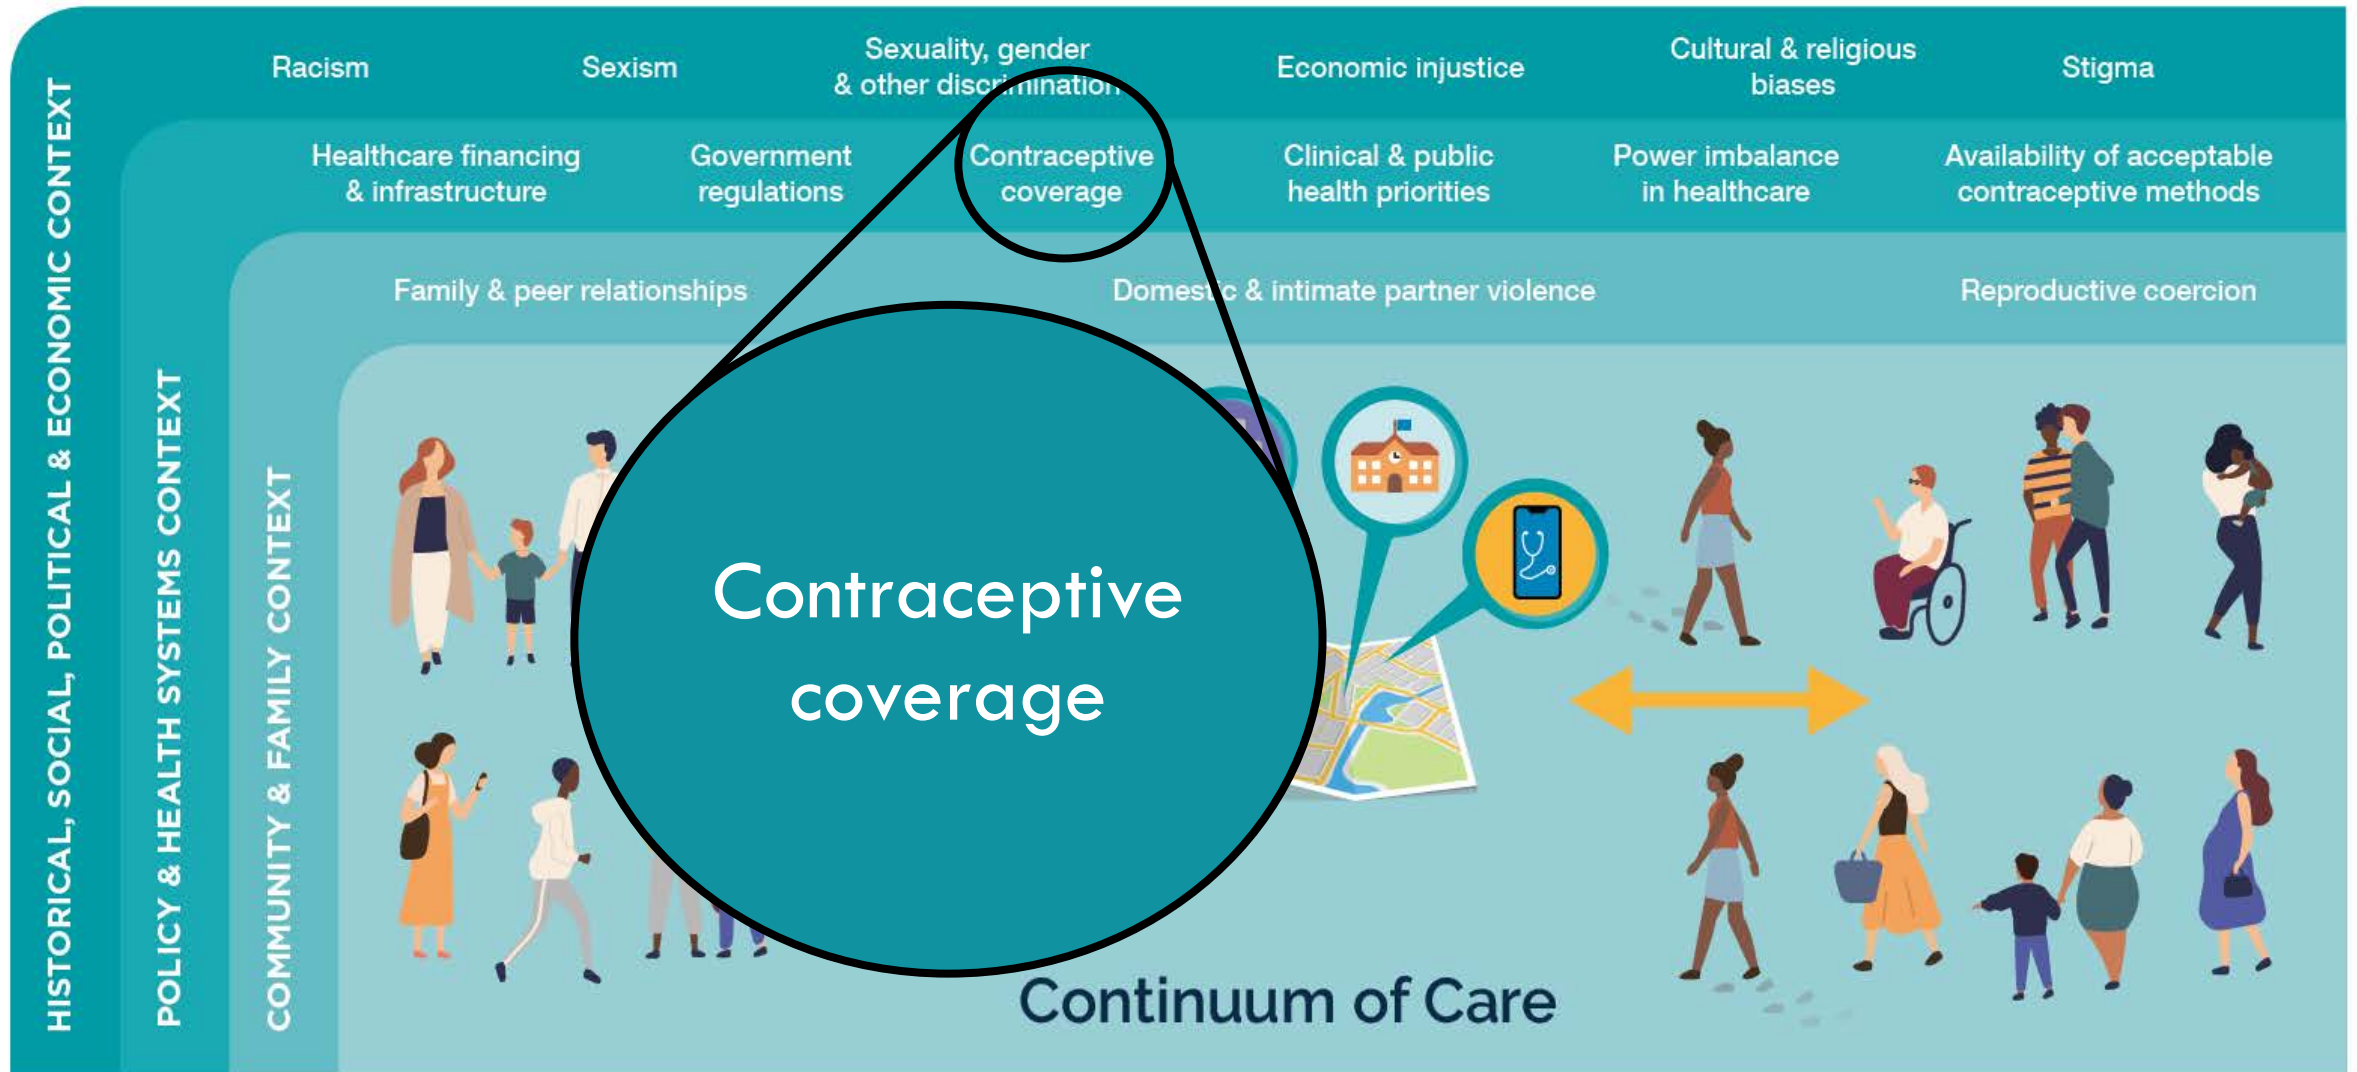 HISTORICAL, SOCIAL, POLITICAL & ECONOMIC CONTEXT
Racism
Sexism
Sexuality, gender
& other discrimination
Economic injustice
Cultural & religious
biases
Stigma
POLICY & HEALTH SYSTEMS CONTEXT
Healthcare financing
& infrastructure
Government
regulations
Contraceptive
coverage
Clinical & public
health priorities
Power imbalance
in healthcare
Availability of acceptable
contraceptive methods
COMMUNITY & FAMILY CONTEXT
Family & peer relationships
Domestic & intimate partner violence
Reproductive coercion
Contraceptive
coverage
Continuum of Care